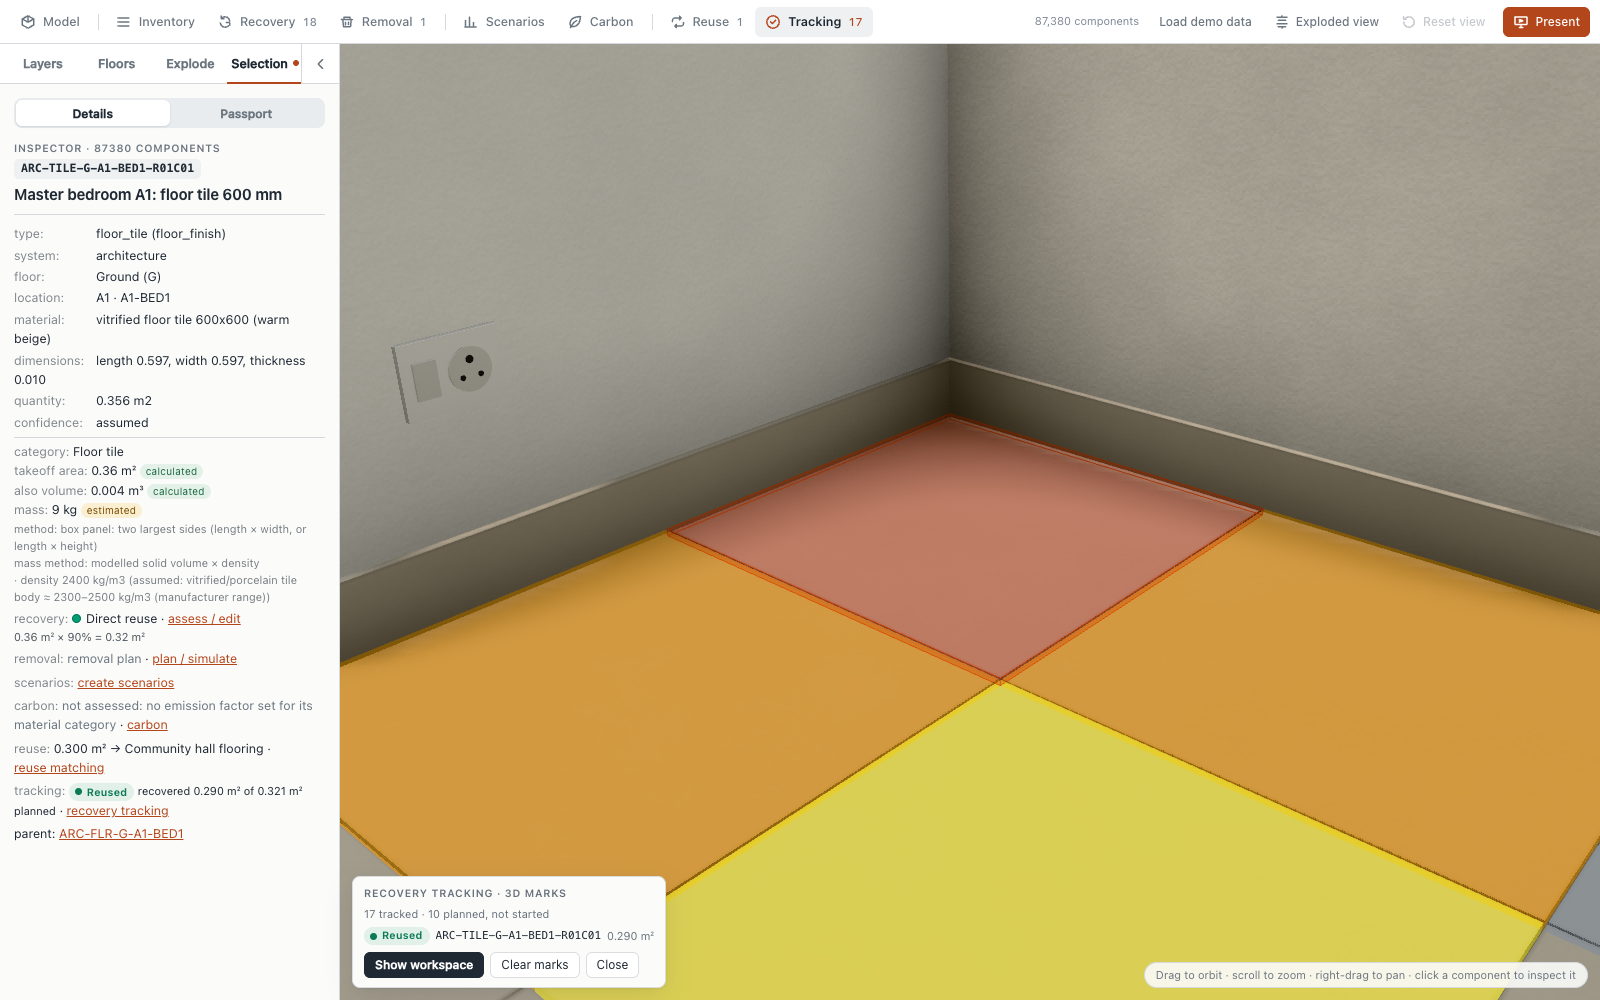 Model
Inventory
Recovery 18
Removal 1
Scenarios
Carbon
Reuse 1
Tracking 17
87,380 components
Load demo data
Exploded view
Reset view
Present
Layers
Floors
Explode
Selection
Details
Passport
INSPECTOR · 87380 COMPONENTS
ARC-TILE-G-A1-BED1-R01C01
Master bedroom A1: floor tile 600 mm
type: floor_tile (floor_finish)
system: architecture
floor: Ground (G)
location: A1 · A1-BED1
material: vitrified floor tile 600x600 (warm
beige)
dimensions: length 0.597, width 0.597, thickness
0.010
quantity: 0.356 m2
confidence: assumed
category: Floor tile
takeoff area: 0.36 m² calculated
also volume: 0.004 m³ calculated
mass: 9 kg estimated
method: box panel: two largest sides (length × width, or
length × height)
mass method: modelled solid volume × density
· density 2400 kg/m3 (assumed: vitrified/porcelain tile
body ≈ 2300–2500 kg/m3 (manufacturer range))
recovery: Direct reuse · assess / edit
0.36 m² × 90% = 0.32 m²
removal: removal plan · plan / simulate
scenarios: create scenarios
carbon: not assessed: no emission factor set for its
material category · carbon
reuse: 0.300 m² → Community hall flooring ·
reuse matching
tracking: Reused recovered 0.290 m² of 0.321 m²
planned · recovery tracking
parent: ARC-FLR-G-A1-BED1
RECOVERY TRACKING · 3D MARKS
17 tracked · 10 planned, not started
Reused ARC-TILE-G-A1-BED1-R01C01 0.290 m²
Show workspace
Clear marks
Close
Drag to orbit · scroll to zoom · right-drag to pan · click a component to inspect it